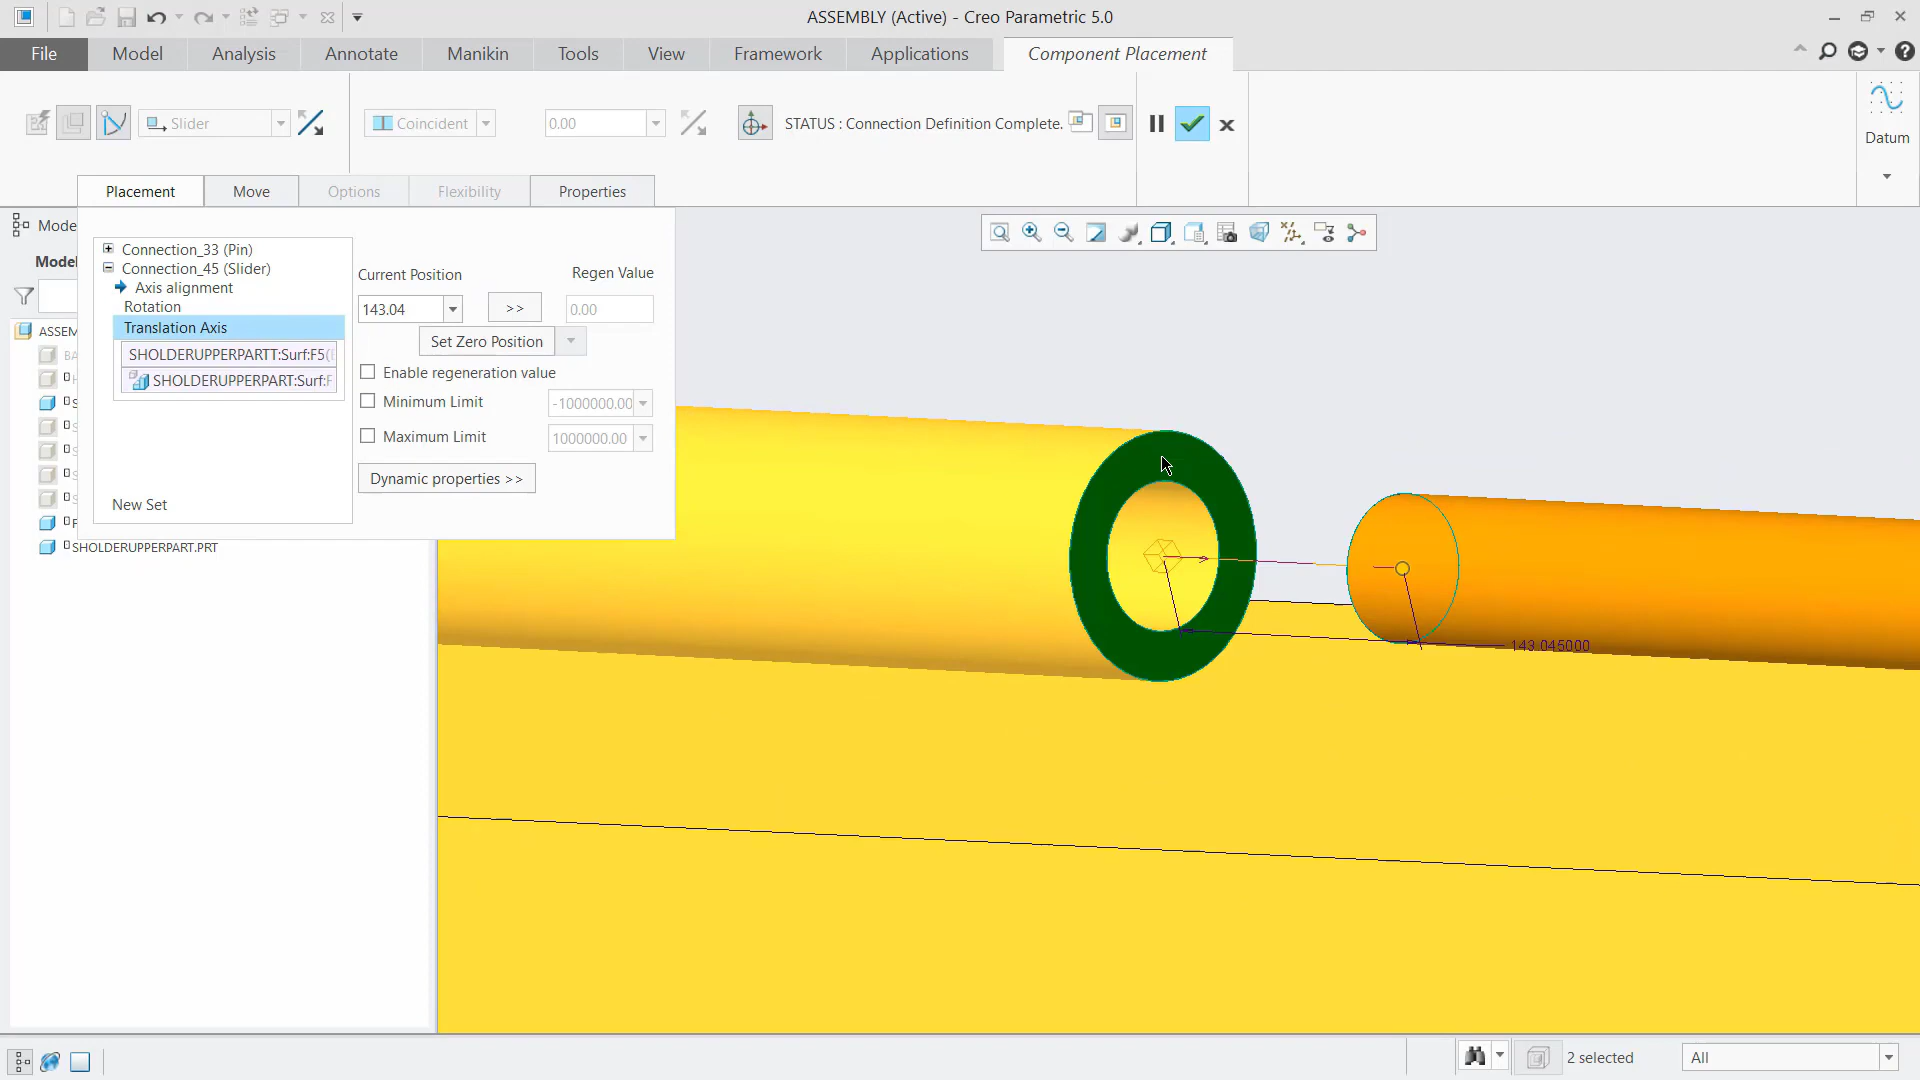 ASSEMBLY (Active) - Creo Parametric 5.0
File Model Analysis Annotate Manikin Tools View Framework Applications Component Placement
Slider Coincident 0.00 STATUS : Connection Definition Complete.
Datum
Placement Move Options Flexibility Properties
Mode
Model
ASSEM
BA
SHOLDERUPPERPART.PRT
Connection_33 (Pin)
Connection_45 (Slider)
Axis alignment
Rotation
Translation Axis
SHOLDERUPPERPARTT:Surf:F5(
SHOLDERUPPERPART:Surf:F
New Set
Current Position Regen Value
143.04 >> 0.00
Set Zero Position
Enable regeneration value
Minimum Limit -1000000.00
Maximum Limit 1000000.00
Dynamic properties >>
143.045000
2 selected All